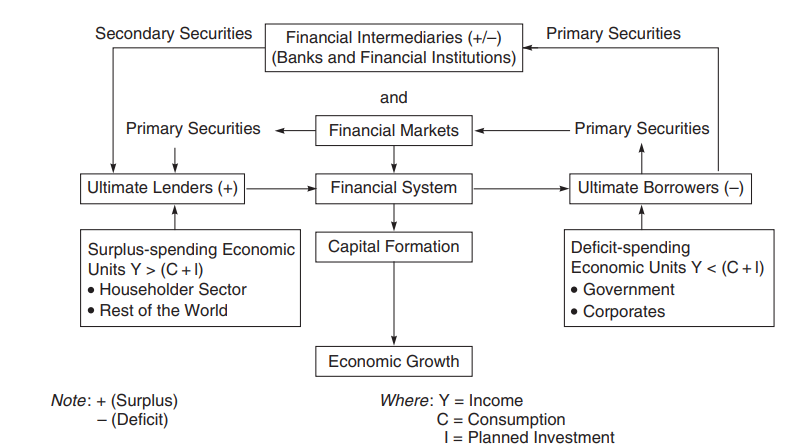 Secondary Securities
Financial Intermediaries (+/–)
(Banks and Financial Institutions)
Primary Securities
and
Primary Securities
Financial Markets
Primary Securities
Ultimate Lenders (+)
Financial System
Ultimate Borrowers (–)
Surplus-spending Economic
Units Y > (C + I)
• Householder Sector
• Rest of the World
Capital Formation
Deficit-spending
Economic Units Y < (C + I)
• Government
• Corporates
Economic Growth
Note: + (Surplus)
– (Deficit)
Where: Y = Income
C = Consumption
I = Planned Investment